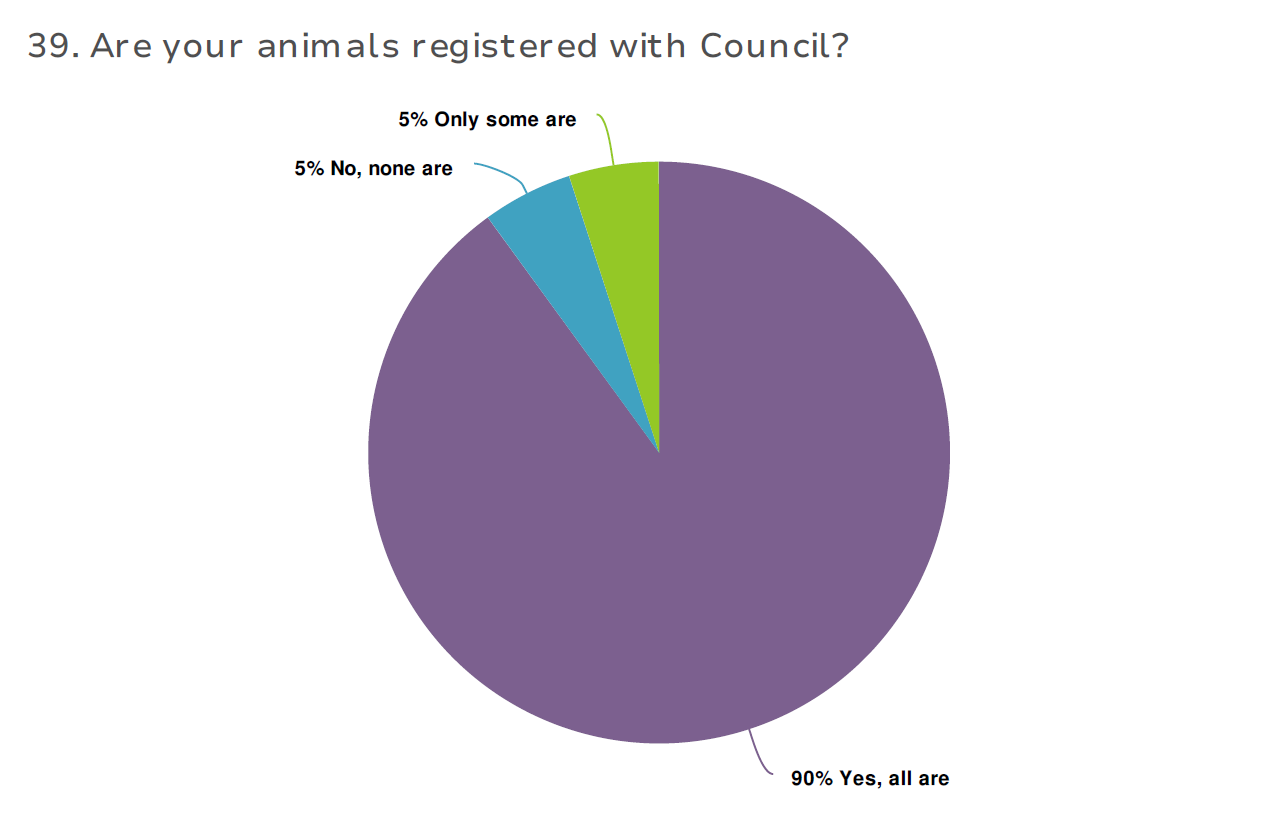 39. Are your animals registered with Council?
5% Only some are
5% No, none are
90% Yes, all are